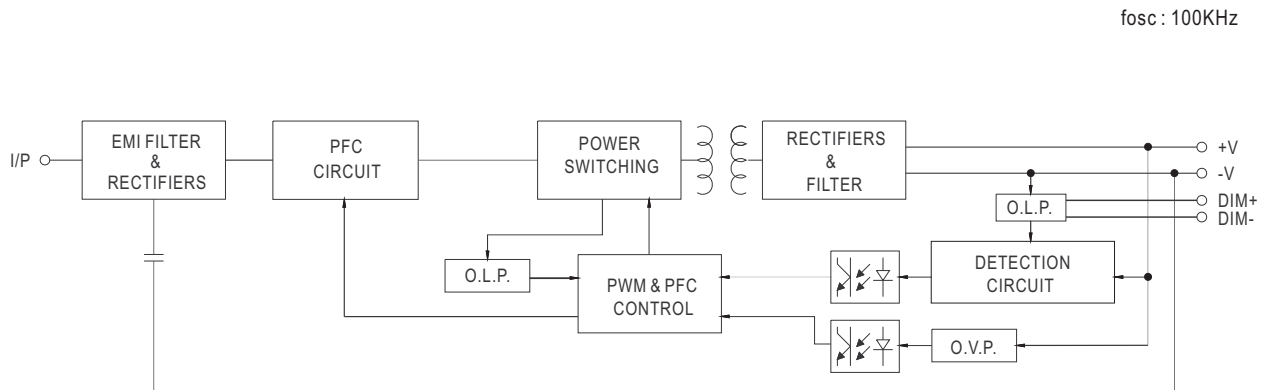 fosc : 100KHz
I/P
EMI FILTER
&
RECTIFIERS
PFC
CIRCUIT
POWER
SWITCHING
RECTIFIERS
&
FILTER
+V
-V
DIM+
DIM-
O.L.P.
O.L.P.
PWM & PFC
CONTROL
DETECTION
CIRCUIT
O.V.P.